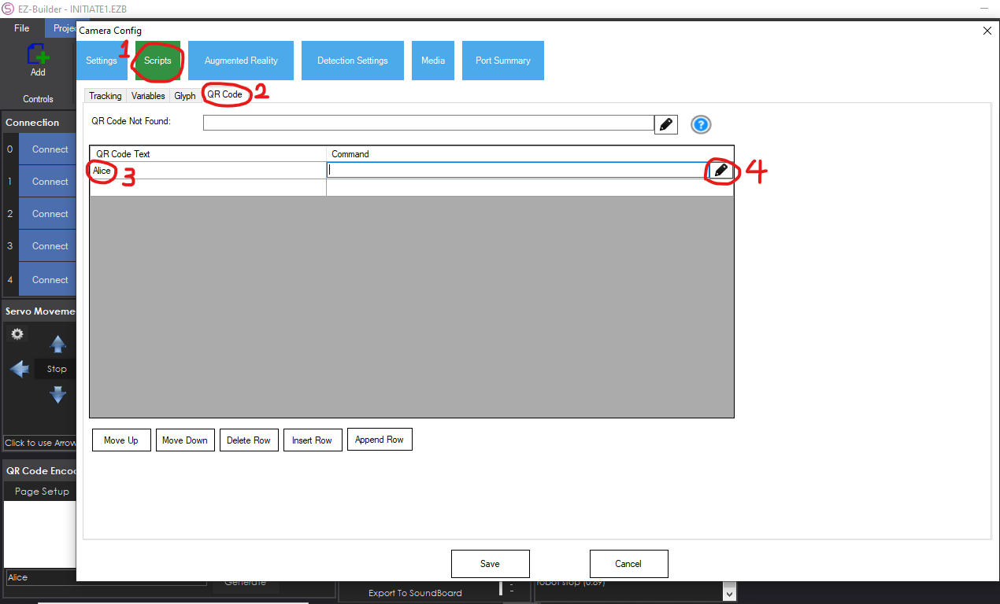 EZ-Builder - INITIATE1.EZB
File
Projec
Camera Config
Add
Controls
Settings
1
Scripts
Augmented Reality
Detection Settings
Media
Port Summary
Tracking
Variables
Glyph
QR Code
2
QR Code Not Found:
QR Code Text
Command
Alice
3
4
Move Up
Move Down
Delete Row
Insert Row
Append Row
Save
Cancel
Connection
0 Connect
1 Connect
2 Connect
3 Connect
4 Connect
Servo Moveme
Stop
Click to use Arrow
QR Code Enco
Page Setup
Alice
Generate
Export To SoundBoard
robot stop (0.89)